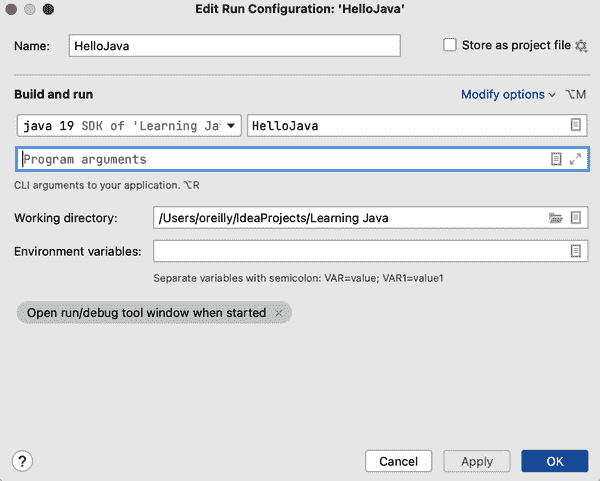 Edit Run Configuration: 'HelloJava'
Name: HelloJava Store as project file
Build and run Modify options ⌥M
java 19 SDK of 'Learning Ja HelloJava
Program arguments
CLI arguments to your application. ⌥R
Working directory: /Users/oreilly/IdeaProjects/Learning Java
Environment variables:
Separate variables with semicolon: VAR=value; VAR1=value1
Open run/debug tool window when started ×
? Cancel Apply OK